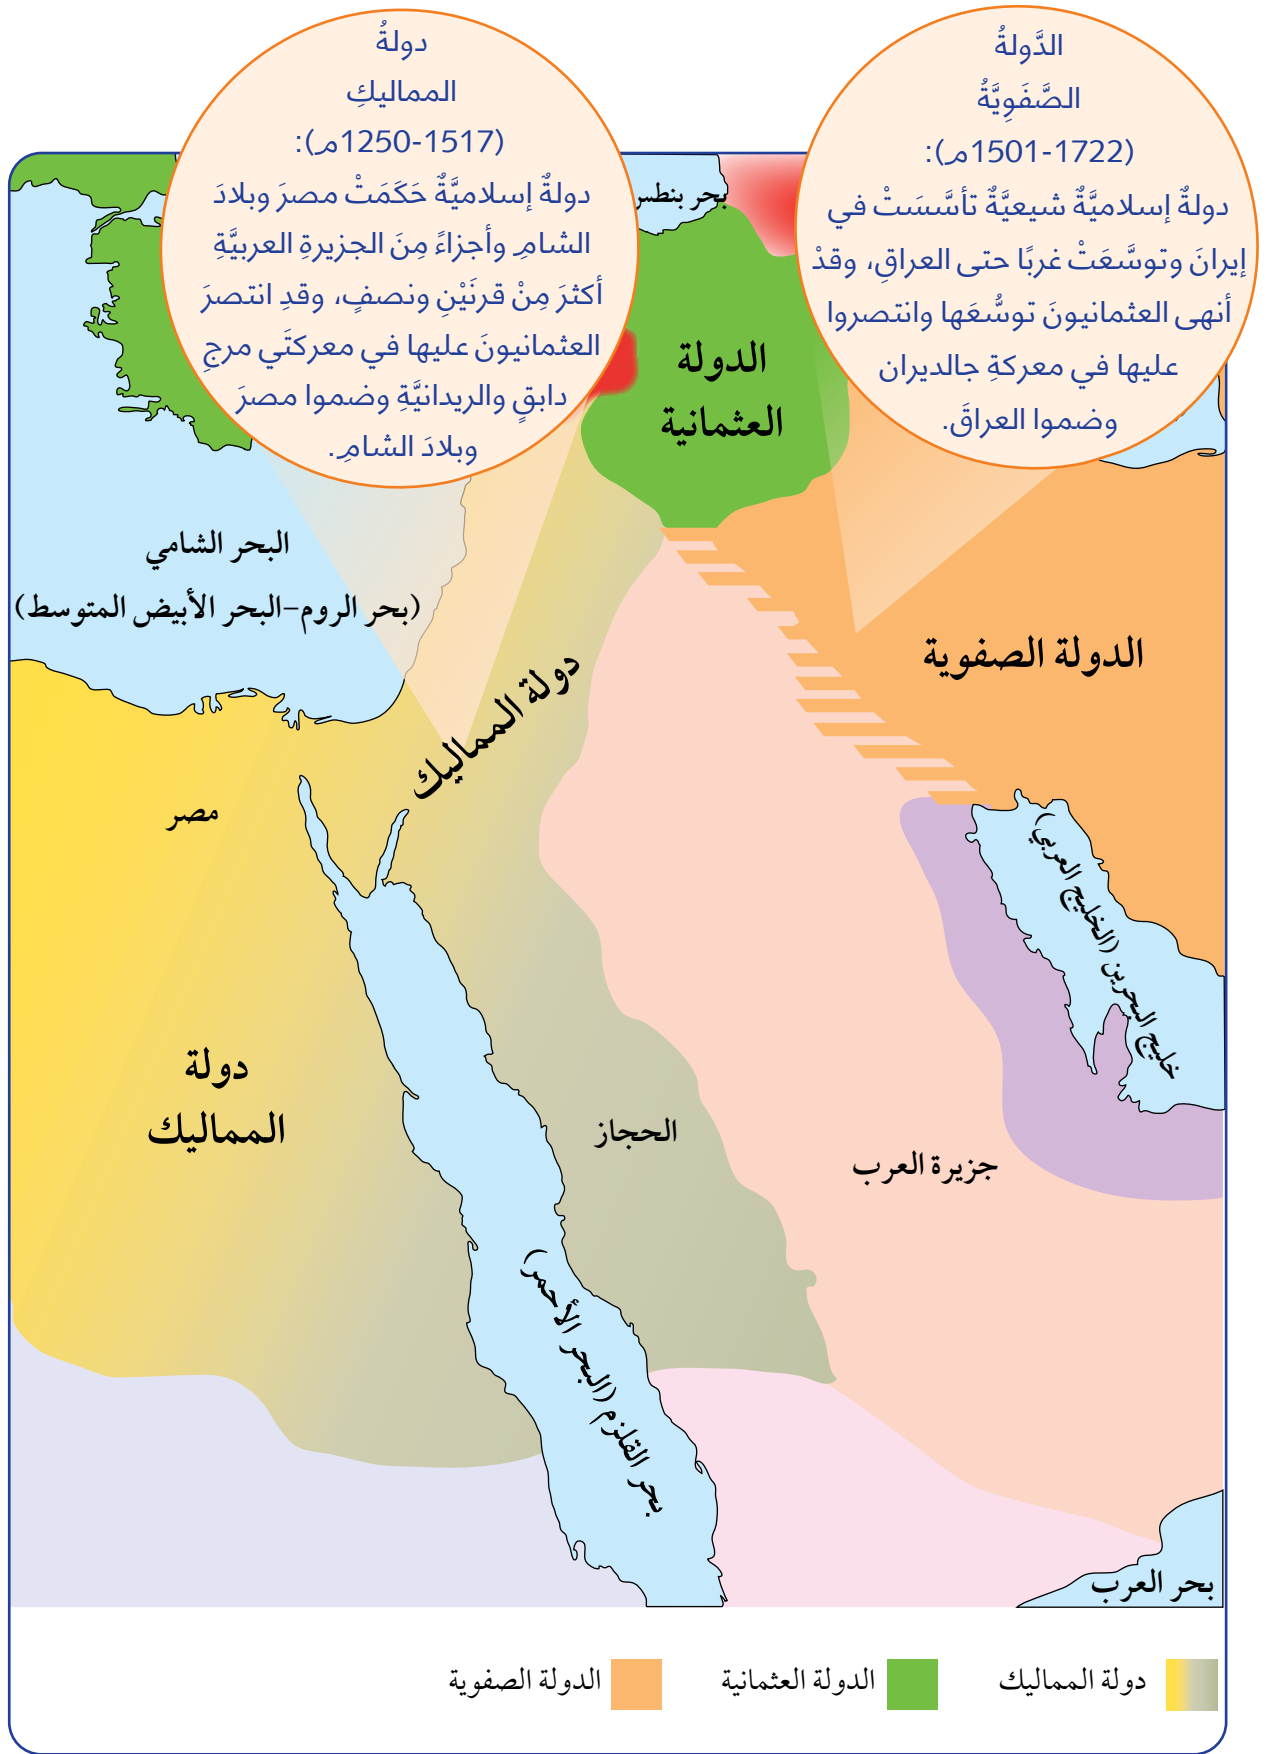 الدَّولةُ
الصَّفَوِيَّةُ
(1501-1722م):
دولةٌ إسلاميَّةٌ شيعيَّةٌ تأسَّسَتْ في
إيرانَ وتوسَّعَتْ غربًا حتى العراقِ، وقدْ
أنهى العثمانيونَ توسُّعَها وانتصروا
عليها في معركةِ جالديران
وضموا العراقَ.
دولةُ
المماليكِ
(1250-1517م):
دولةٌ إسلاميَّةٌ حَكَمَتْ مصرَ وبلادَ
الشامِ وأجزاءً مِنَ الجزيرةِ العربيَّةِ
أكثرَ مِنْ قرنَيْنِ ونصفٍ، وقدِ انتصرَ
العثمانيونَ عليها في معركتَي مرجِ
دابقٍ والريدانيَّةِ وضموا مصرَ
وبلادَ الشامِ.
بحر بنطس
الدولة
العثمانية
البحر الشامي
(بحر الروم-البحر الأبيض المتوسط)
الدولة الصفوية
دولة المماليك
مصر
خليج البحرين (الخليج العربي)
دولة
المماليك
الحجاز
جزيرة العرب
بحر القلزم (البحر الأحمر)
بحر العرب
دولة المماليك
الدولة العثمانية
الدولة الصفوية